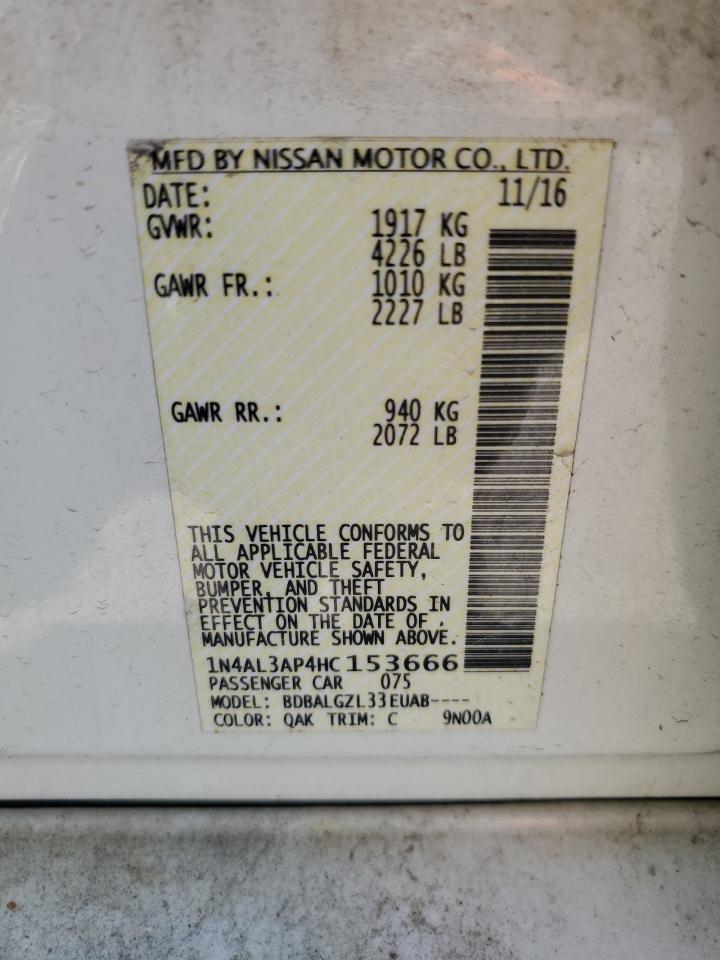 MFD BY NISSAN MOTOR CO., LTD.
DATE: 11/16
GVWR: 1917 KG
4226 LB
GAWR FR.: 1010 KG
2227 LB
GAWR RR.: 940 KG
2072 LB
THIS VEHICLE CONFORMS TO
ALL APPLICABLE FEDERAL
MOTOR VEHICLE SAFETY,
BUMPER, AND THEFT
PREVENTION STANDARDS IN
EFFECT ON THE DATE OF
MANUFACTURE SHOWN ABOVE.
1N4AL3AP4HC153666
PASSENGER CAR 075
MODEL: BDBALGZL33EUAB----
COLOR: QAK TRIM: C 9N00A